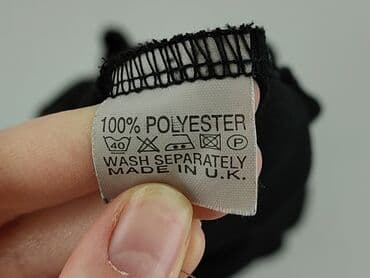 100% POLYESTER
40 P
WASH SEPARATELY
MADE IN U.K.